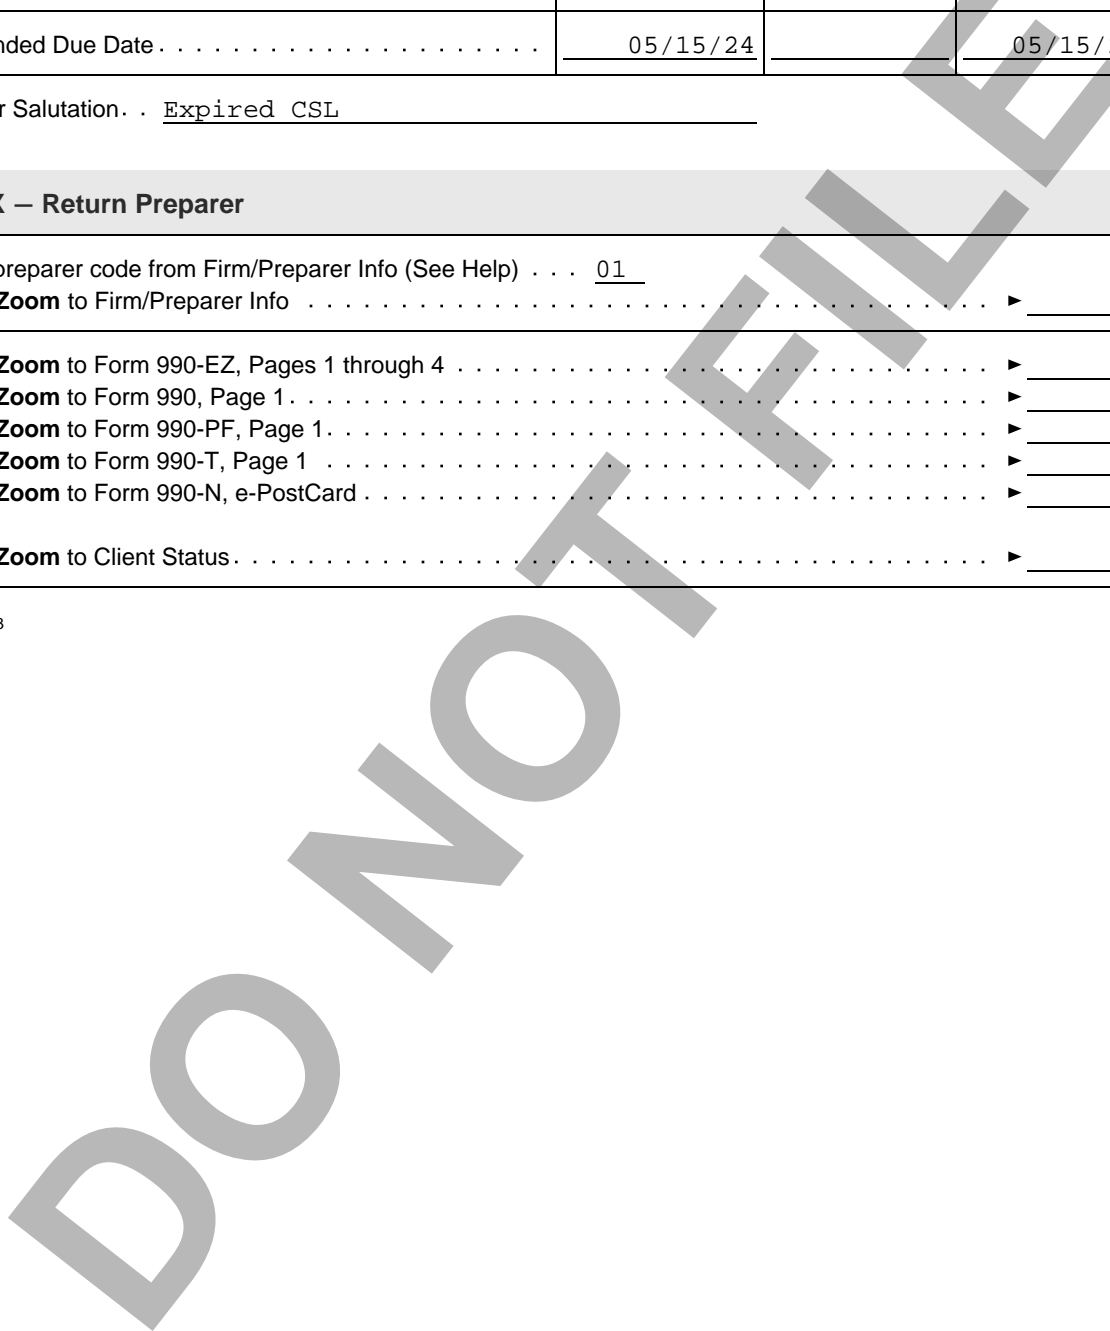 nded Due Date . . . . . . . . . . . . . . . . . . . . . 05/15/24 05/15/
r Salutation . . Expired CSL
X — Return Preparer
preparer code from Firm/Preparer Info (See Help) . . . 01
Zoom to Firm/Preparer Info ►
Zoom to Form 990-EZ, Pages 1 through 4 ►
Zoom to Form 990, Page 1 ►
Zoom to Form 990-PF, Page 1 ►
Zoom to Form 990-T, Page 1 ►
Zoom to Form 990-N, e-PostCard ►
Zoom to Client Status ►
DO NOT FILE